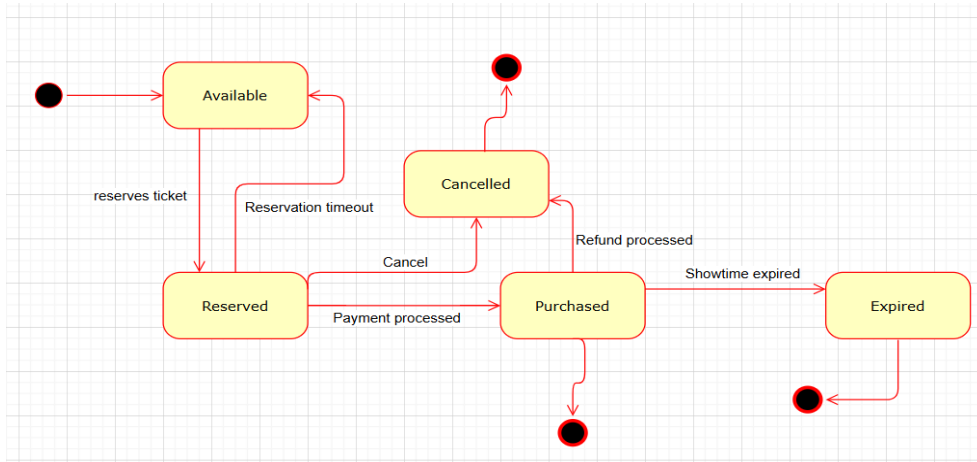 Available
Cancelled
reserves ticket
Reservation timeout
Refund processed
Cancel
Showtime expired
Reserved
Payment processed
Purchased
Expired